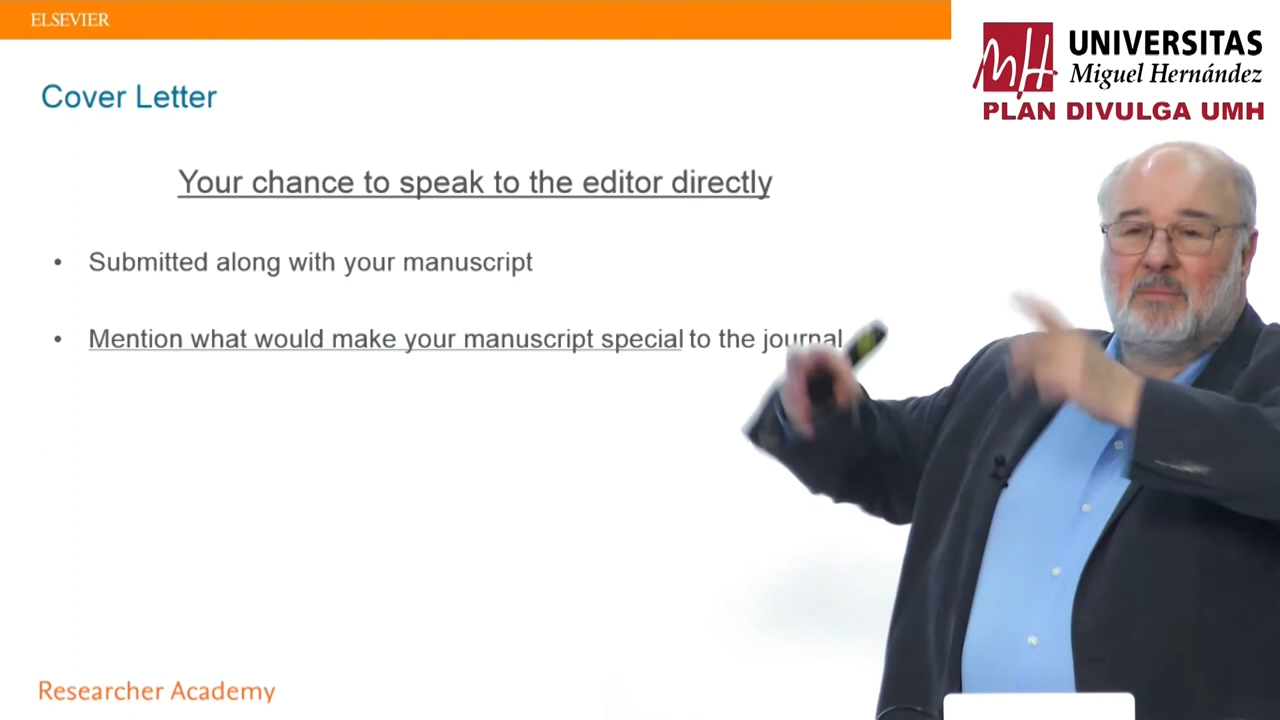 ELSEVIER
UNIVERSITAS
Miguel Hernández
PLAN DIVULGA UMH
Cover Letter
Your chance to speak to the editor directly
• Submitted along with your manuscript
• Mention what would make your manuscript special to the journal
Researcher Academy